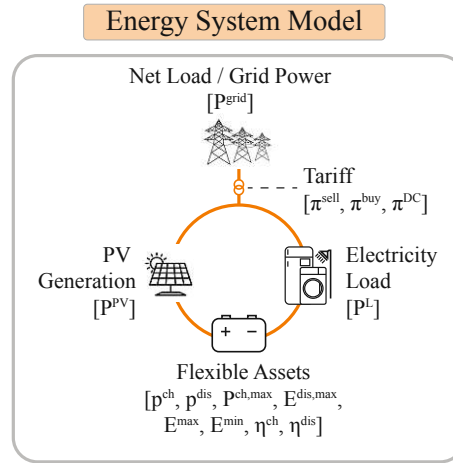 Energy System Model
Net Load / Grid Power
[P^grid]
Tariff
[π^sell, π^buy, π^DC]
PV
Generation
[P^PV]
Electricity
Load
[P^L]
+ −
Flexible Assets
[p^ch, p^dis, P^ch,max, E^dis,max,
E^max, E^min, η^ch, η^dis]